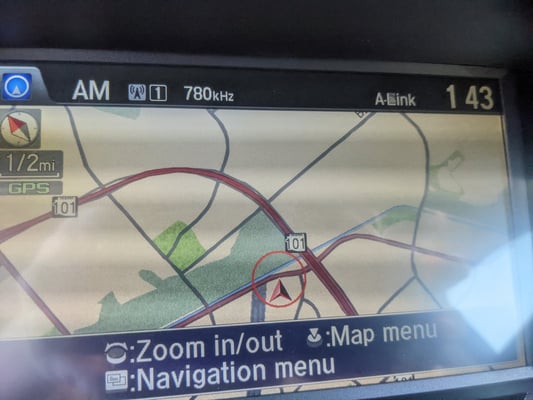 AM 1 780kHz A-Link 1 43
1/2mi
GPS
101
101
:Zoom in/out :Map menu
:Navigation menu